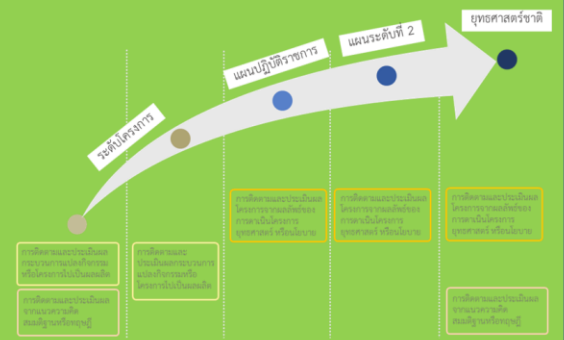 ยุทธศาสตร์ชาติ
แผนระดับที่ 2
แผนปฏิบัติราชการ
ระดับโครงการ
การติดตามและประเมินผล
กระบวนการแปลงกิจกรรม
หรือโครงการไปเป็นผลผลิต
การติดตามและประเมินผล
จากแนวความคิด
สมมติฐานหรือทฤษฎี
การติดตามและ
ประเมินผลกระบวนการ
แปลงกิจกรรมหรือ
โครงการไปเป็นผลผลิต
การติดตามและประเมินผล
โครงการจากผลลัพธ์ของ
การดำเนินโครงการ
ยุทธศาสตร์ หรือนโยบาย
การติดตามและประเมินผล
โครงการจากผลลัพธ์ของ
การดำเนินโครงการ
ยุทธศาสตร์ หรือนโยบาย
การติดตามและประเมินผล
โครงการจากผลลัพธ์ของ
การดำเนินโครงการ
ยุทธศาสตร์ หรือนโยบาย
การติดตามและประเมินผล
จากแนวความคิด
สมมติฐานหรือทฤษฎี